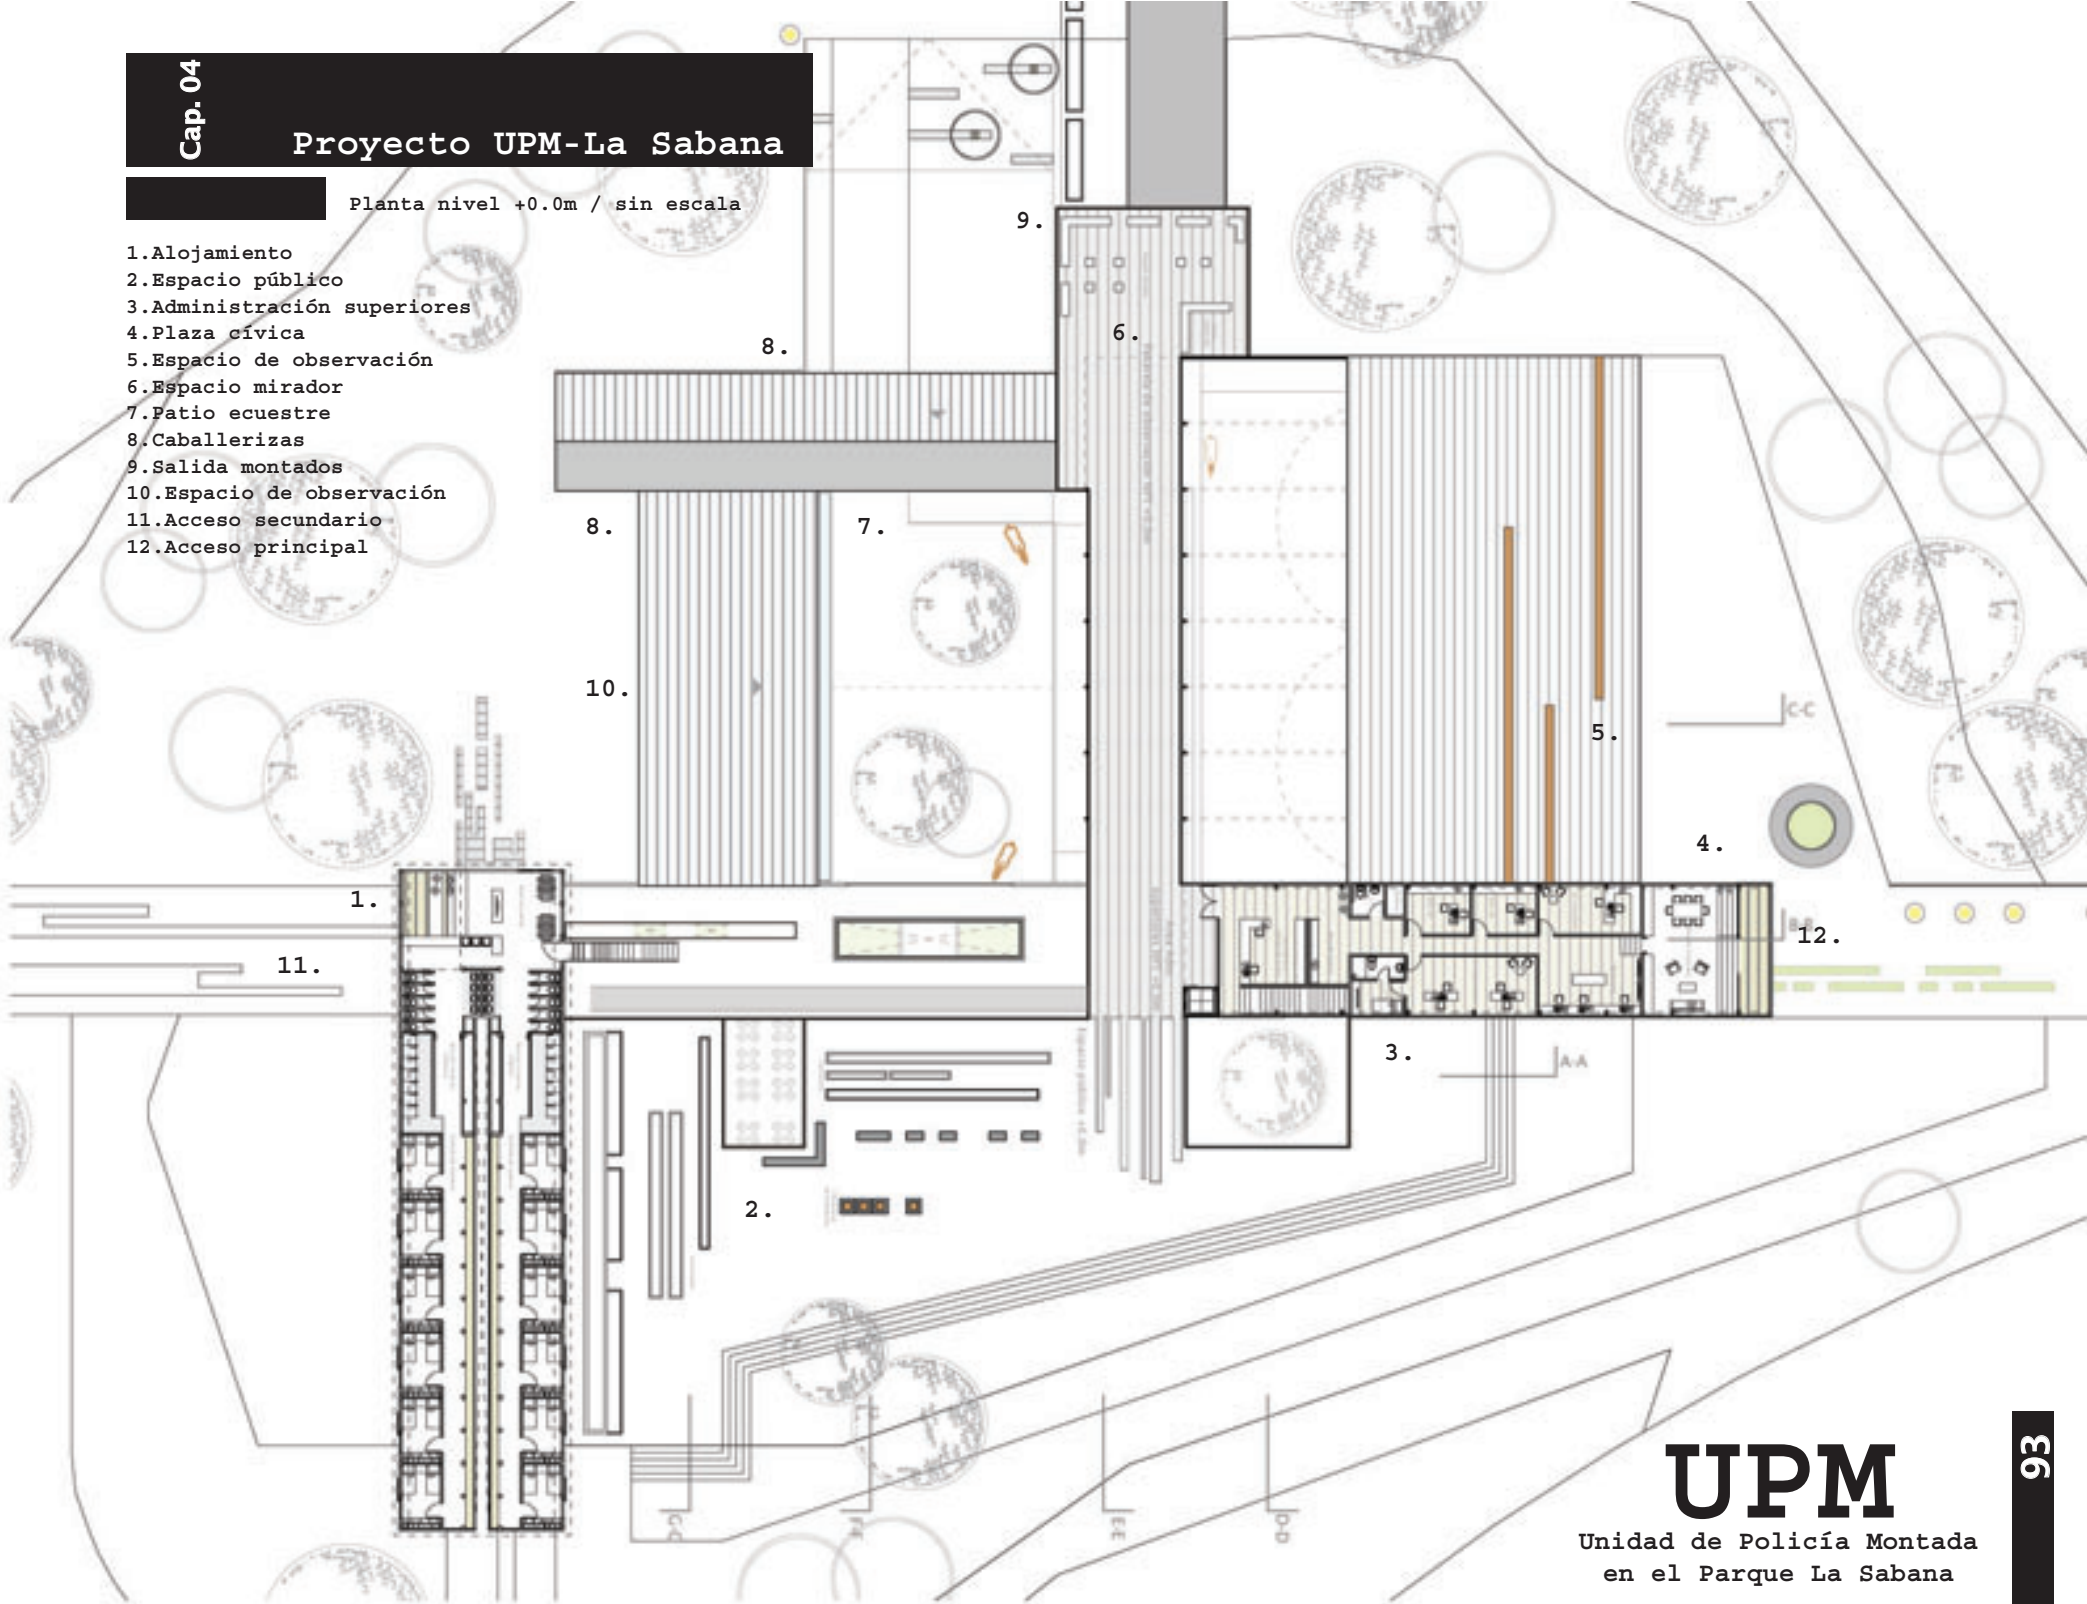 Cap. 04
Proyecto UPM-La Sabana
Planta nivel +0.0m / sin escala
1.Alojamiento
2.Espacio público
3.Administración superiores
4.Plaza cívica
5.Espacio de observación
6.Espacio mirador
7.Patio ecuestre
8.Caballerizas
9.Salida montados
10.Espacio de observación
11.Acceso secundario
12.Acceso principal
9.
6.
8.
8.
7.
10.
5.
C-C
4.
1.
12.
11.
3.
A-A
2.
E-E
D-D
UPM
Unidad de Policía Montada
en el Parque La Sabana
93